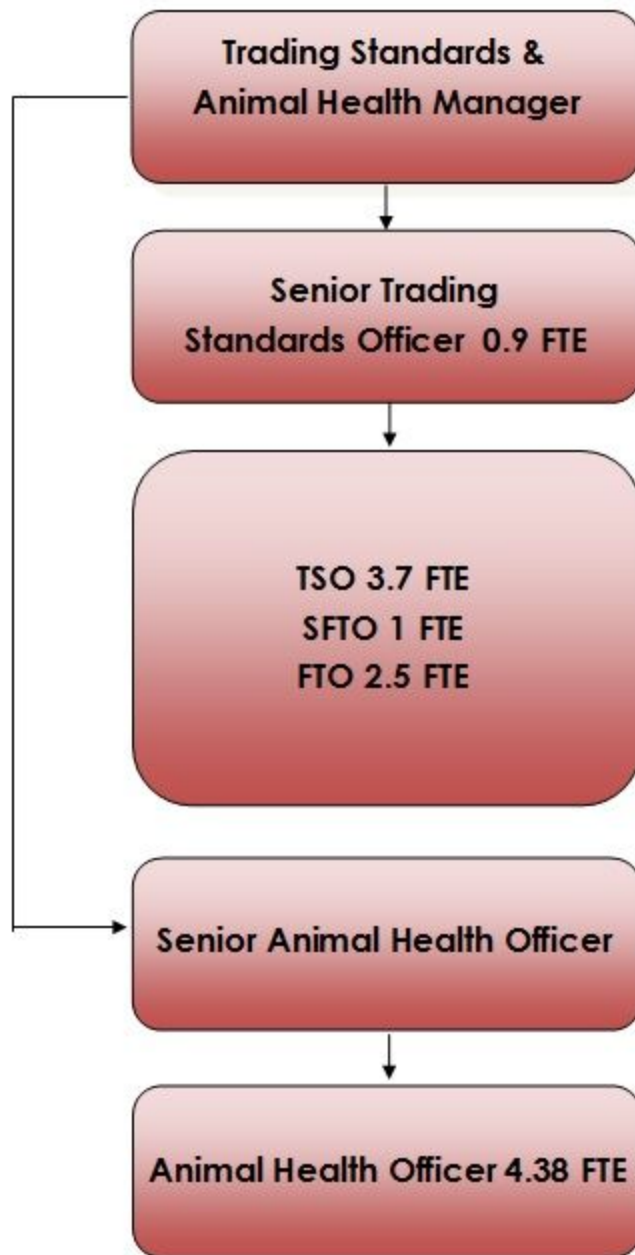 Trading Standards &
Animal Health Manager
Senior Trading
Standards Officer 0.9 FTE
TSO 3.7 FTE
SFTO 1 FTE
FTO 2.5 FTE
Senior Animal Health Officer
Animal Health Officer 4.38 FTE